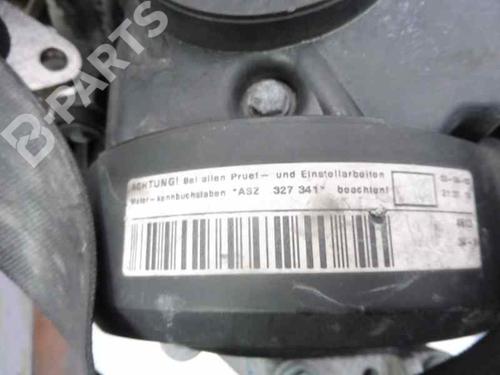 B-PARTS
ACHTUNG! Bei allen Pruef- und Einstellarbeiten
Motor-kennbuchstaben "ASZ 327 341" beachten!